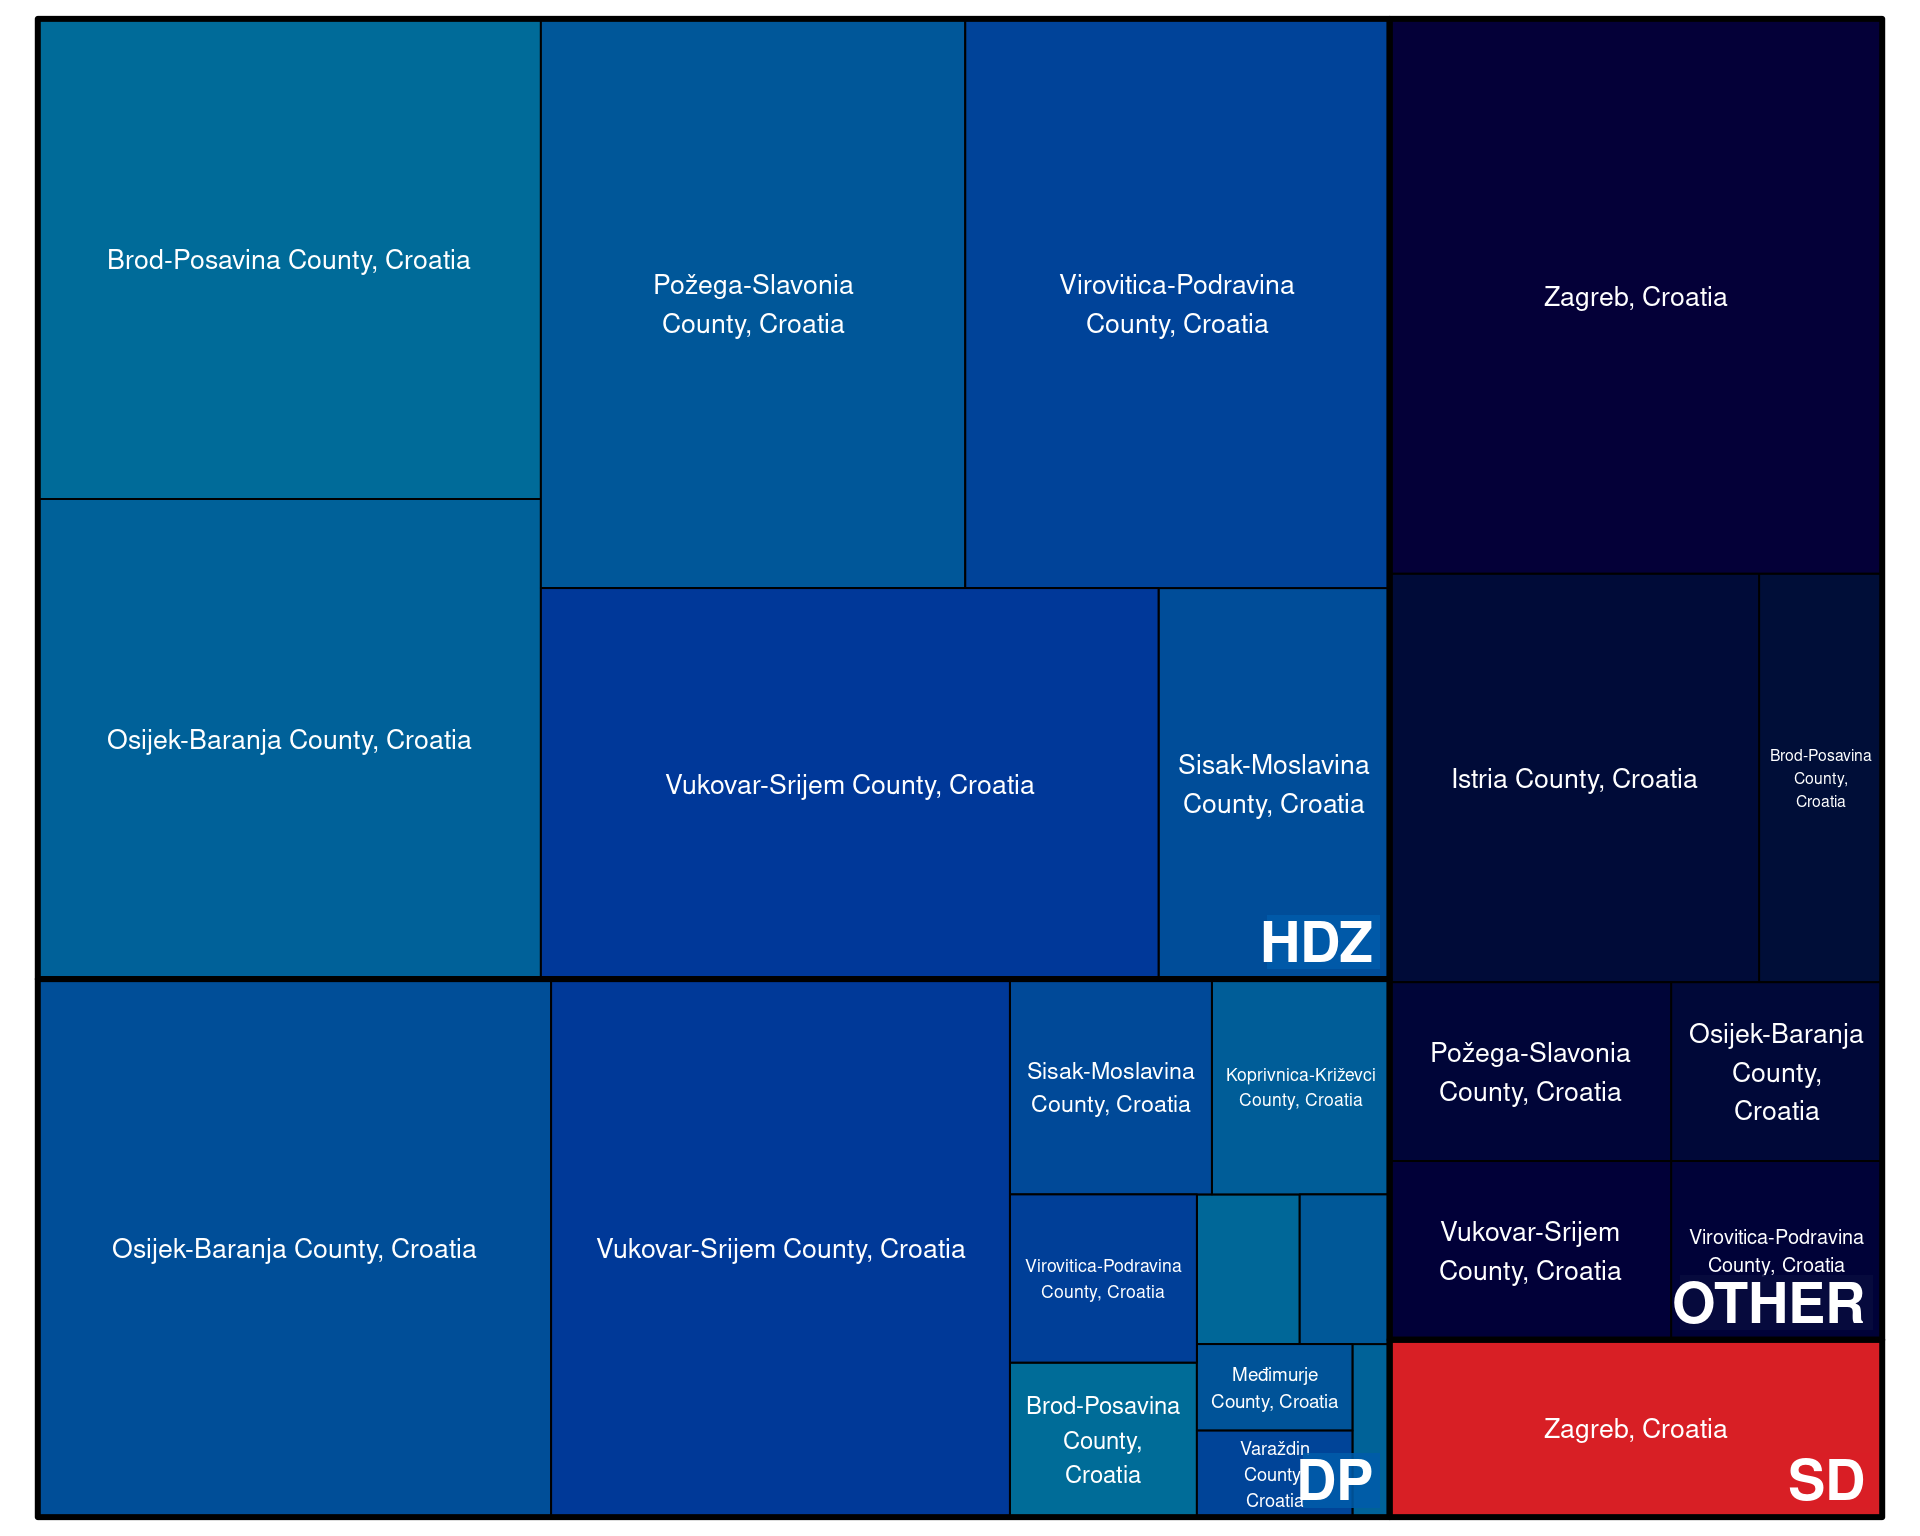 Brod-Posavina County, Croatia
Požega-Slavonia
County, Croatia
Virovitica-Podravina
County, Croatia
Osijek-Baranja County, Croatia
Vukovar-Srijem County, Croatia
Sisak-Moslavina
County, Croatia
HDZ
Zagreb, Croatia
Istria County, Croatia
Brod-Posavina
County,
Croatia
Požega-Slavonia
County, Croatia
Osijek-Baranja
County,
Croatia
Vukovar-Srijem
County, Croatia
Virovitica-Podravina
County, Croatia
OTHER
Osijek-Baranja County, Croatia
Vukovar-Srijem County, Croatia
Sisak-Moslavina
County, Croatia
Koprivnica-Križevci
County, Croatia
Virovitica-Podravina
County, Croatia
Brod-Posavina
County,
Croatia
Međimurje
County, Croatia
Varaždin
County
Croatia
DP
Zagreb, Croatia
SD